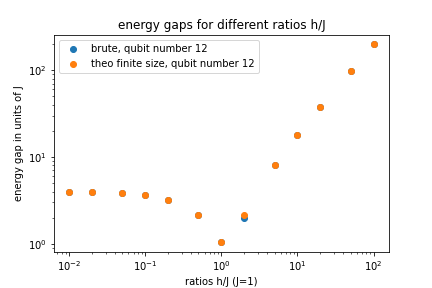 energy gaps for different ratios h/J
brute, qubit number 12
theo finite size, qubit number 12
energy gap in units of J
10²
10¹
10⁰
10⁻² 10⁻¹ 10⁰ 10¹ 10²
ratios h/J (J=1)